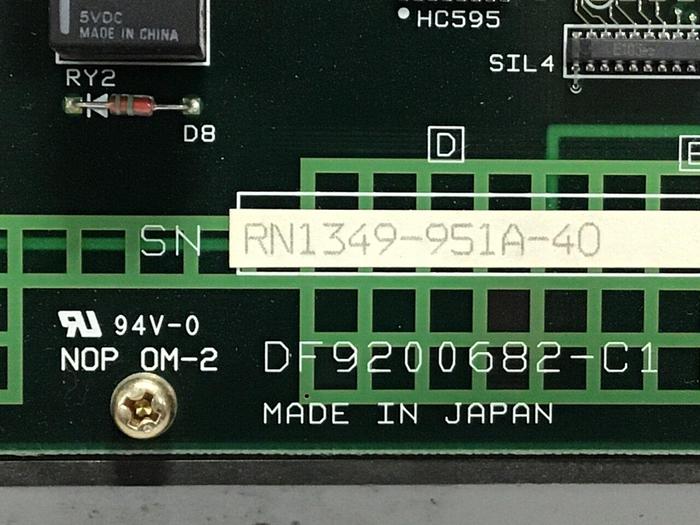 5VDC
MADE IN CHINA
HC595
RY2
SIL4
D8
D
E
SN RN1349-951A-40
94V-0
NOP OM-2
DF9200682-C1
MADE IN JAPAN